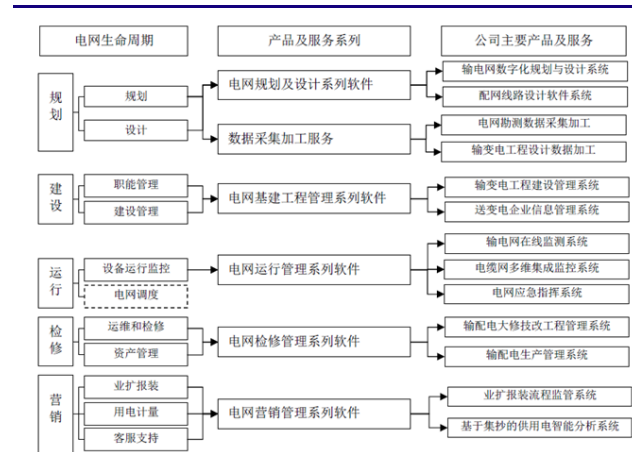 电网生命周期
产品及服务系列
公司主要产品及服务
规划
规划
设计
电网规划及设计系列软件
数据采集加工服务
输电网数字化规划与设计系统
配网线路设计软件系统
电网勘测数据采集加工
输变电工程设计数据加工
建设
职能管理
建设管理
电网基建工程管理系列软件
输变电工程建设管理系统
送变电企业信息管理系统
运行
设备运行监控
电网调度
电网运行管理系列软件
输电网在线监测系统
电缆网多维集成监控系统
电网应急指挥系统
检修
运维和检修
资产管理
电网检修管理系列软件
输配电大修技改工程管理系统
输配电生产管理系统
营销
业扩报装
用电计量
客服支持
电网营销管理系列软件
业扩报装流程监管系统
基于集抄的供用电智能分析系统